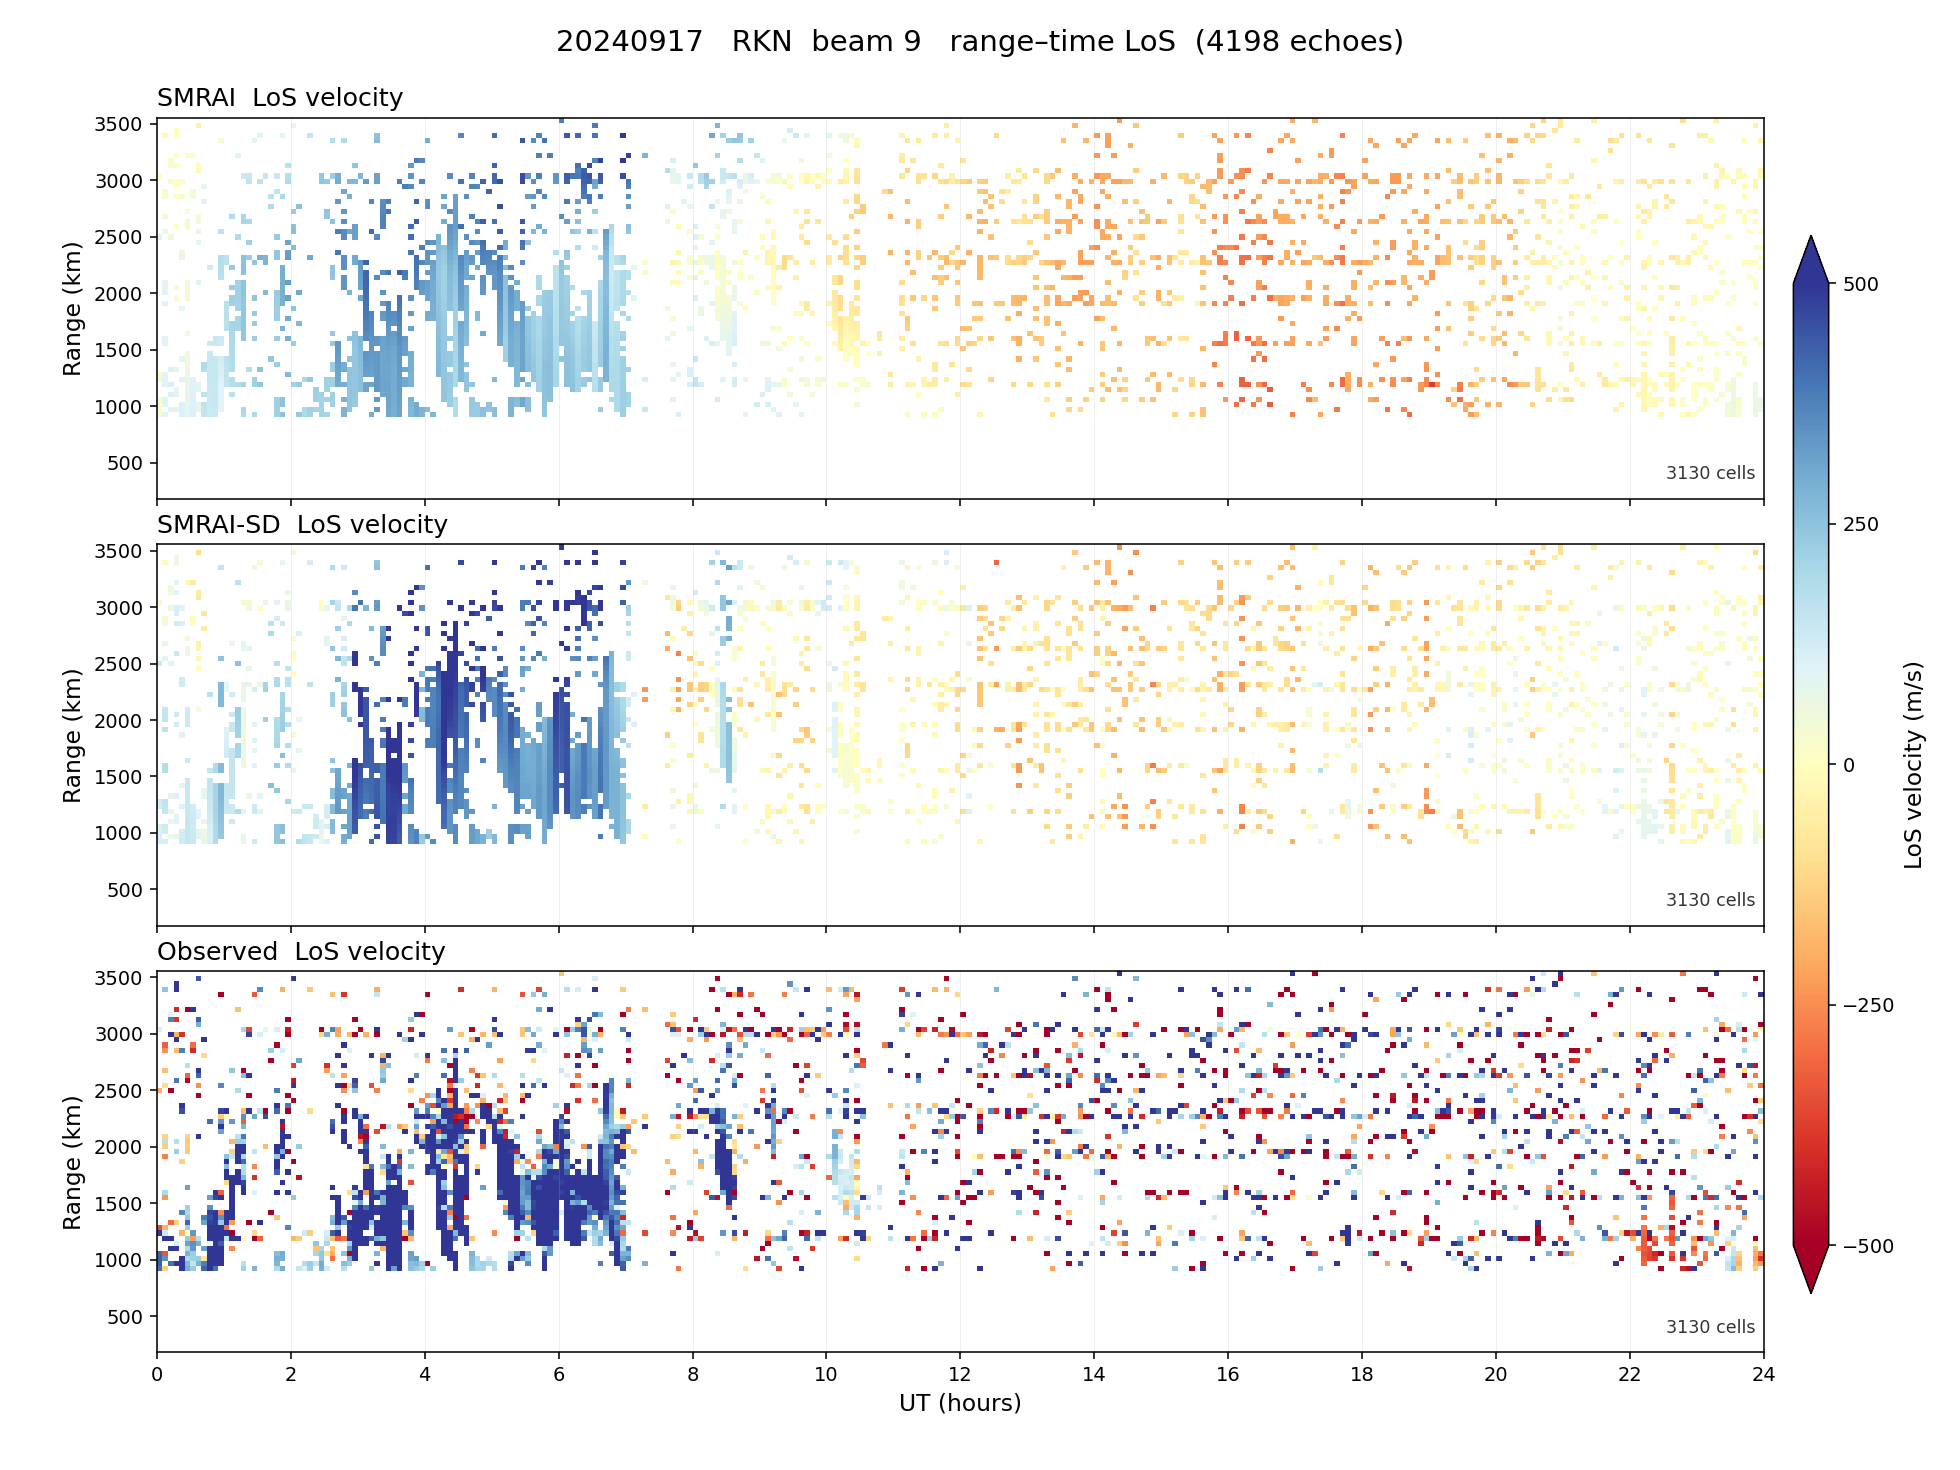 20240917   RKN  beam 9   range–time LoS  (4198 echoes)
SMRAI  LoS velocity
3500
3000
2500
2000
1500
1000
500
Range (km)
3130 cells
SMRAI-SD  LoS velocity
3500
3000
2500
2000
1500
1000
500
Range (km)
3130 cells
Observed  LoS velocity
3500
3000
2500
2000
1500
1000
500
Range (km)
3130 cells
0 2 4 6 8 10 12 14 16 18 20 22 24
UT (hours)
500
250
0
−250
−500
LoS velocity (m/s)